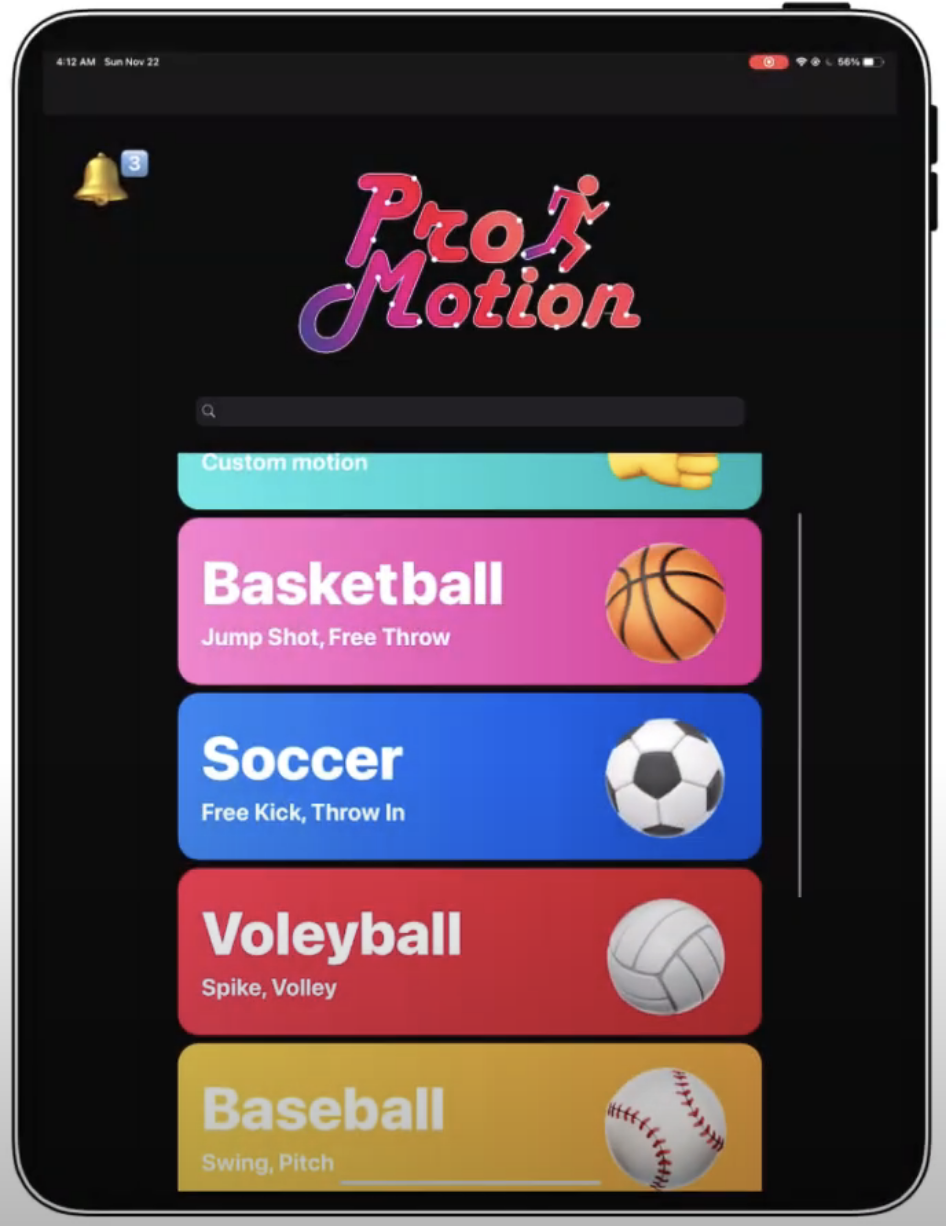 4:12 AM Sun Nov 22
56%
3
Pro
Motion
Custom motion
Basketball
Jump Shot, Free Throw
Soccer
Free Kick, Throw In
Voleyball
Spike, Volley
Baseball
Swing, Pitch